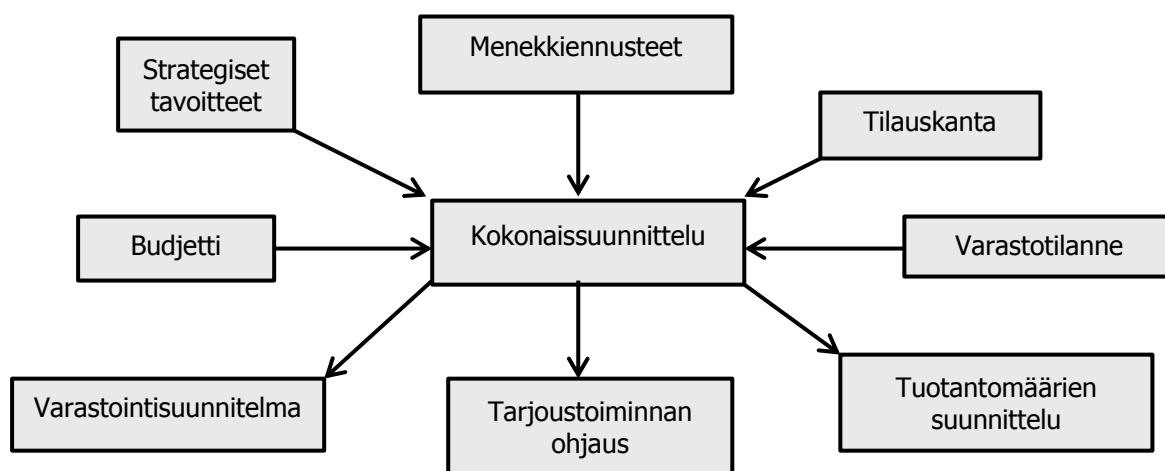 Menekkiennusteet
Strategiset
tavoitteet
Tilauskanta
Kokonaissuunnittelu
Budjetti
Varastotilanne
Varastointisuunnitelma
Tarjoustoiminnan
ohjaus
Tuotantomäärien
suunnittelu